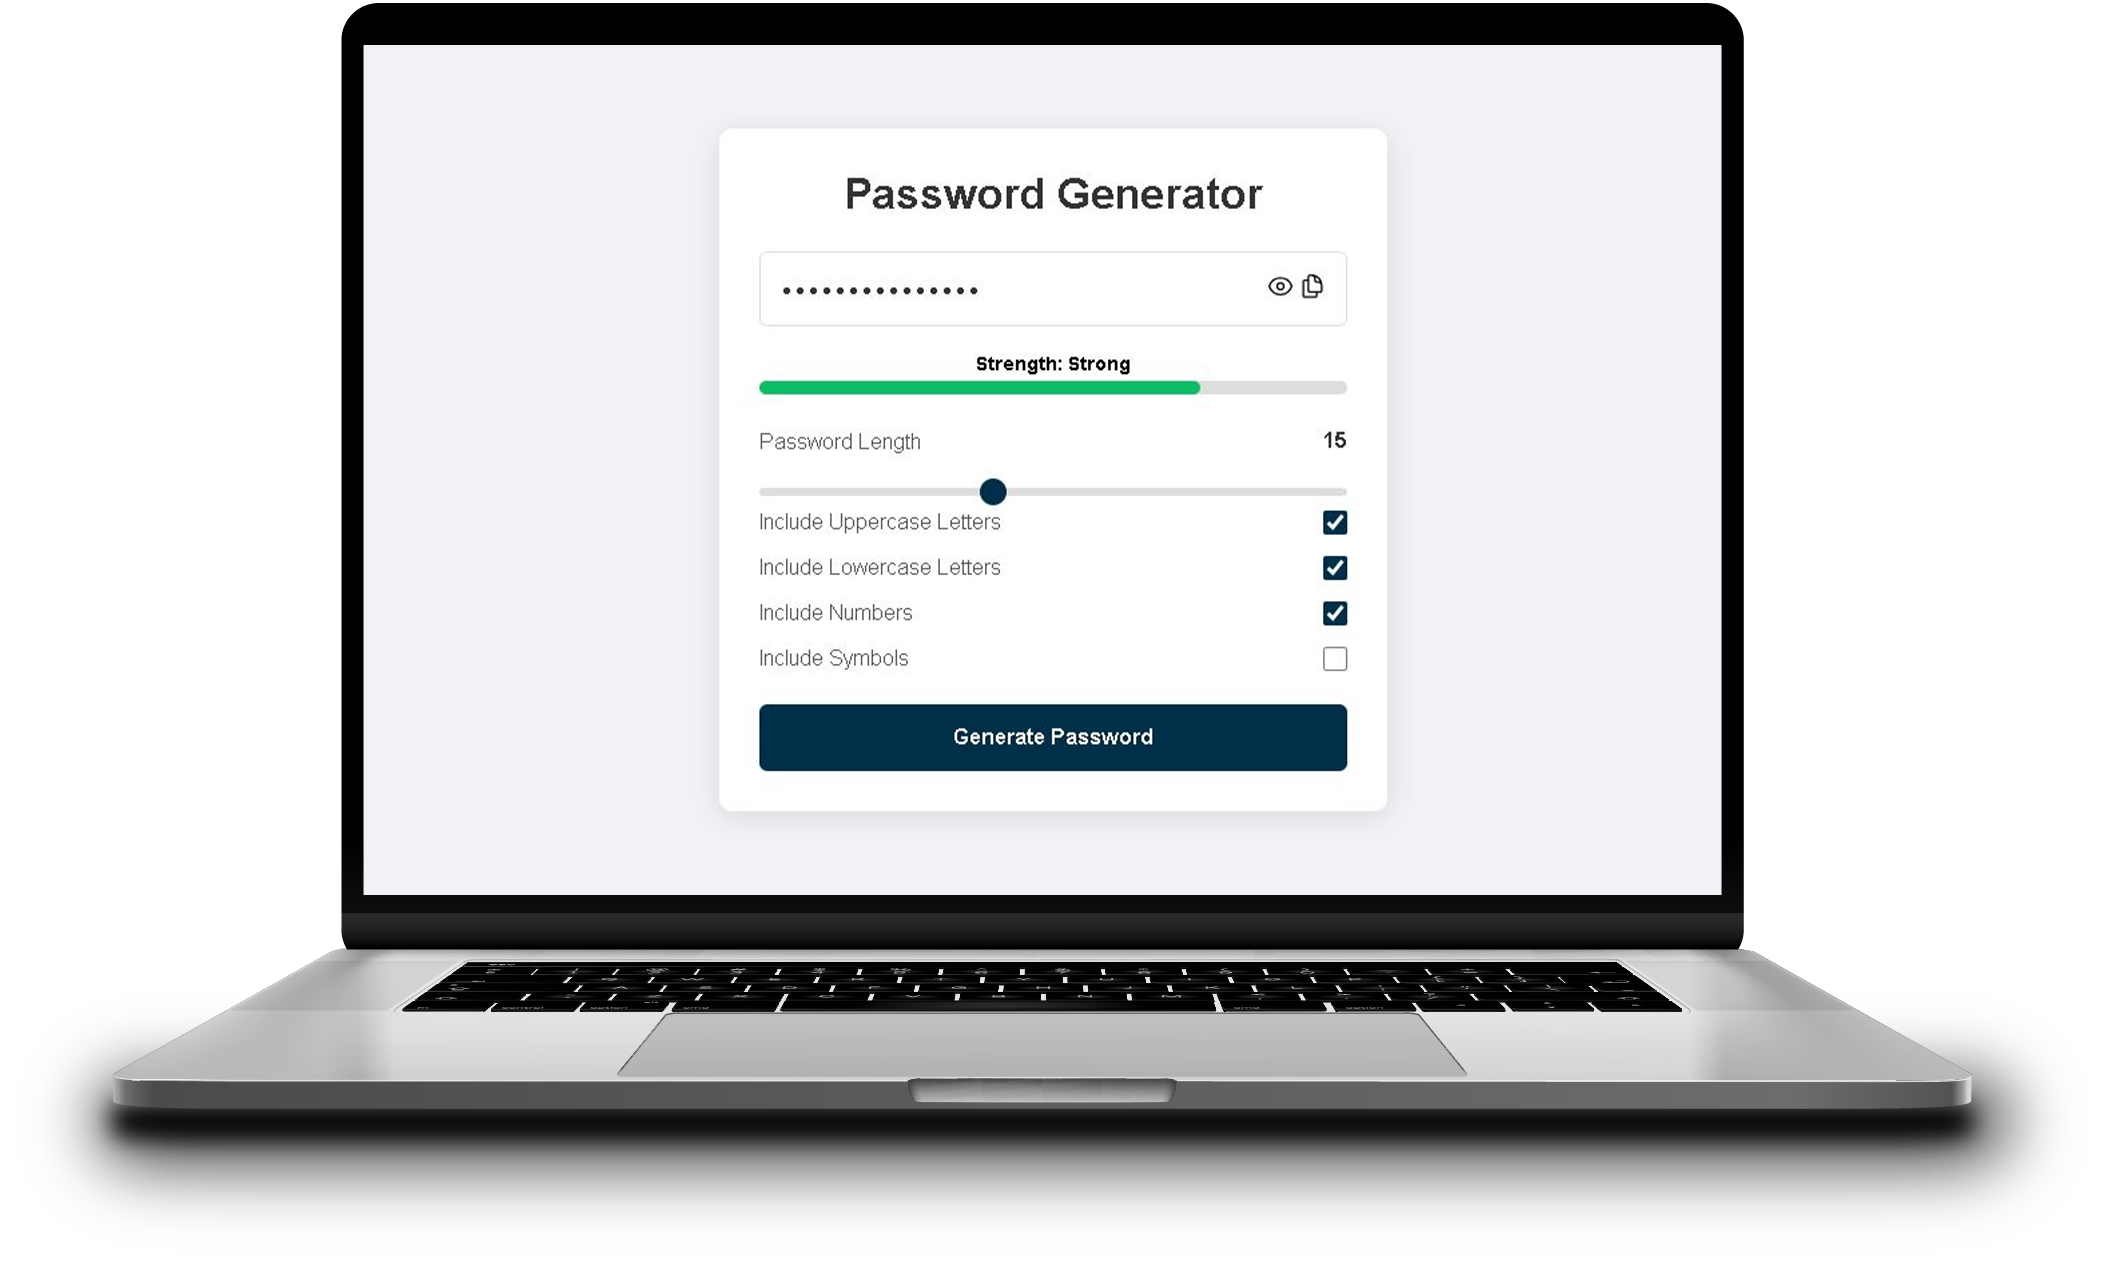 Password Generator
•••••••••••••••
Strength: Strong
Password Length 15
Include Uppercase Letters
Include Lowercase Letters
Include Numbers
Include Symbols
Generate Password